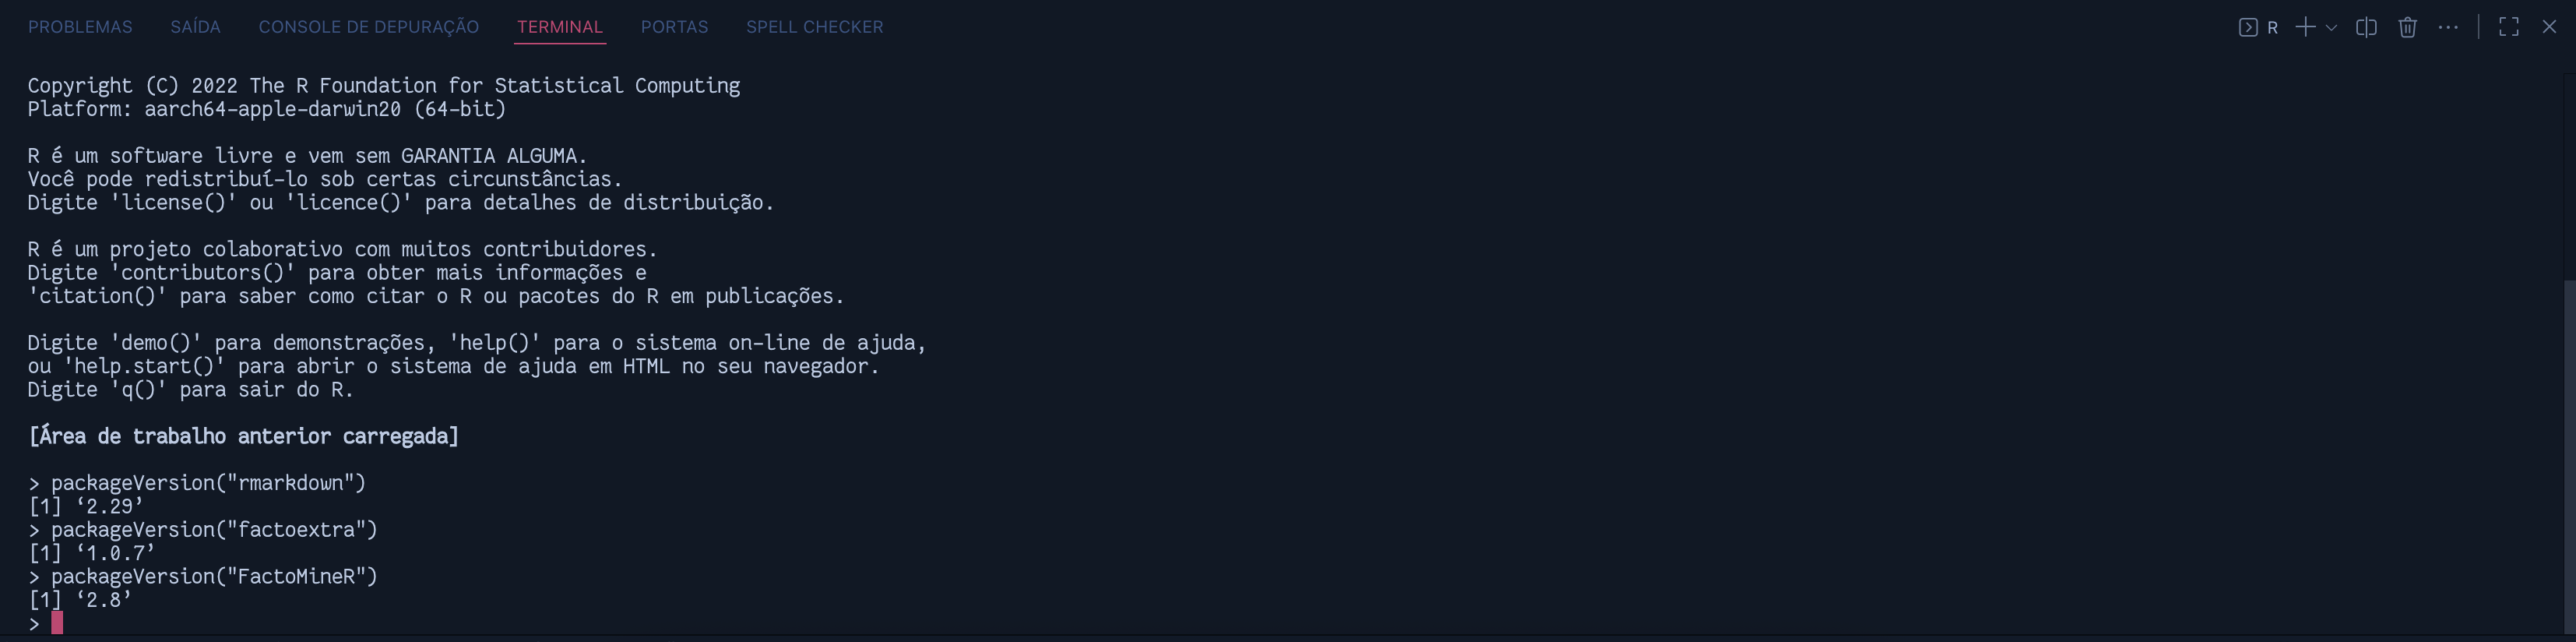 PROBLEMAS SAÍDA CONSOLE DE DEPURAÇÃO TERMINAL PORTAS SPELL CHECKER R
Copyright (C) 2022 The R Foundation for Statistical Computing
Platform: aarch64-apple-darwin20 (64-bit)
R é um software livre e vem sem GARANTIA ALGUMA.
Você pode redistribuí-lo sob certas circunstâncias.
Digite 'license()' ou 'licence()' para detalhes de distribuição.
R é um projeto colaborativo com muitos contribuidores.
Digite 'contributors()' para obter mais informações e
'citation()' para saber como citar o R ou pacotes do R em publicações.
Digite 'demo()' para demonstrações, 'help()' para o sistema on-line de ajuda,
ou 'help.start()' para abrir o sistema de ajuda em HTML no seu navegador.
Digite 'q()' para sair do R.
[Área de trabalho anterior carregada]
> packageVersion("rmarkdown")
[1] ‘2.29’
> packageVersion("factoextra")
[1] ‘1.0.7’
> packageVersion("FactoMineR")
[1] ‘2.8’
>